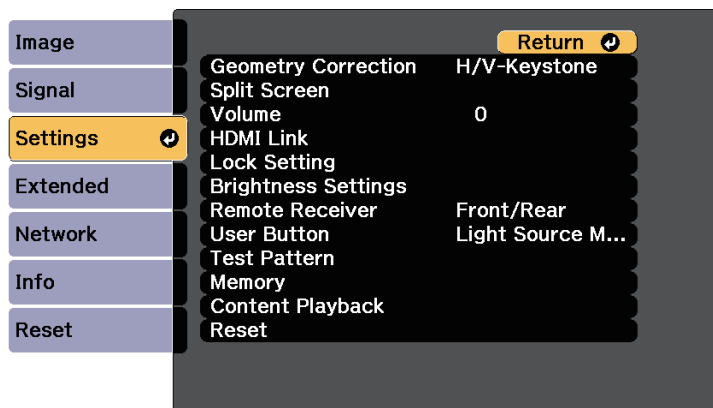 Image
Signal
Settings
Extended
Network
Info
Reset
Return
Geometry Correction H/V-Keystone
Split Screen
Volume 0
HDMI Link
Lock Setting
Brightness Settings
Remote Receiver Front/Rear
User Button Light Source M...
Test Pattern
Memory
Content Playback
Reset